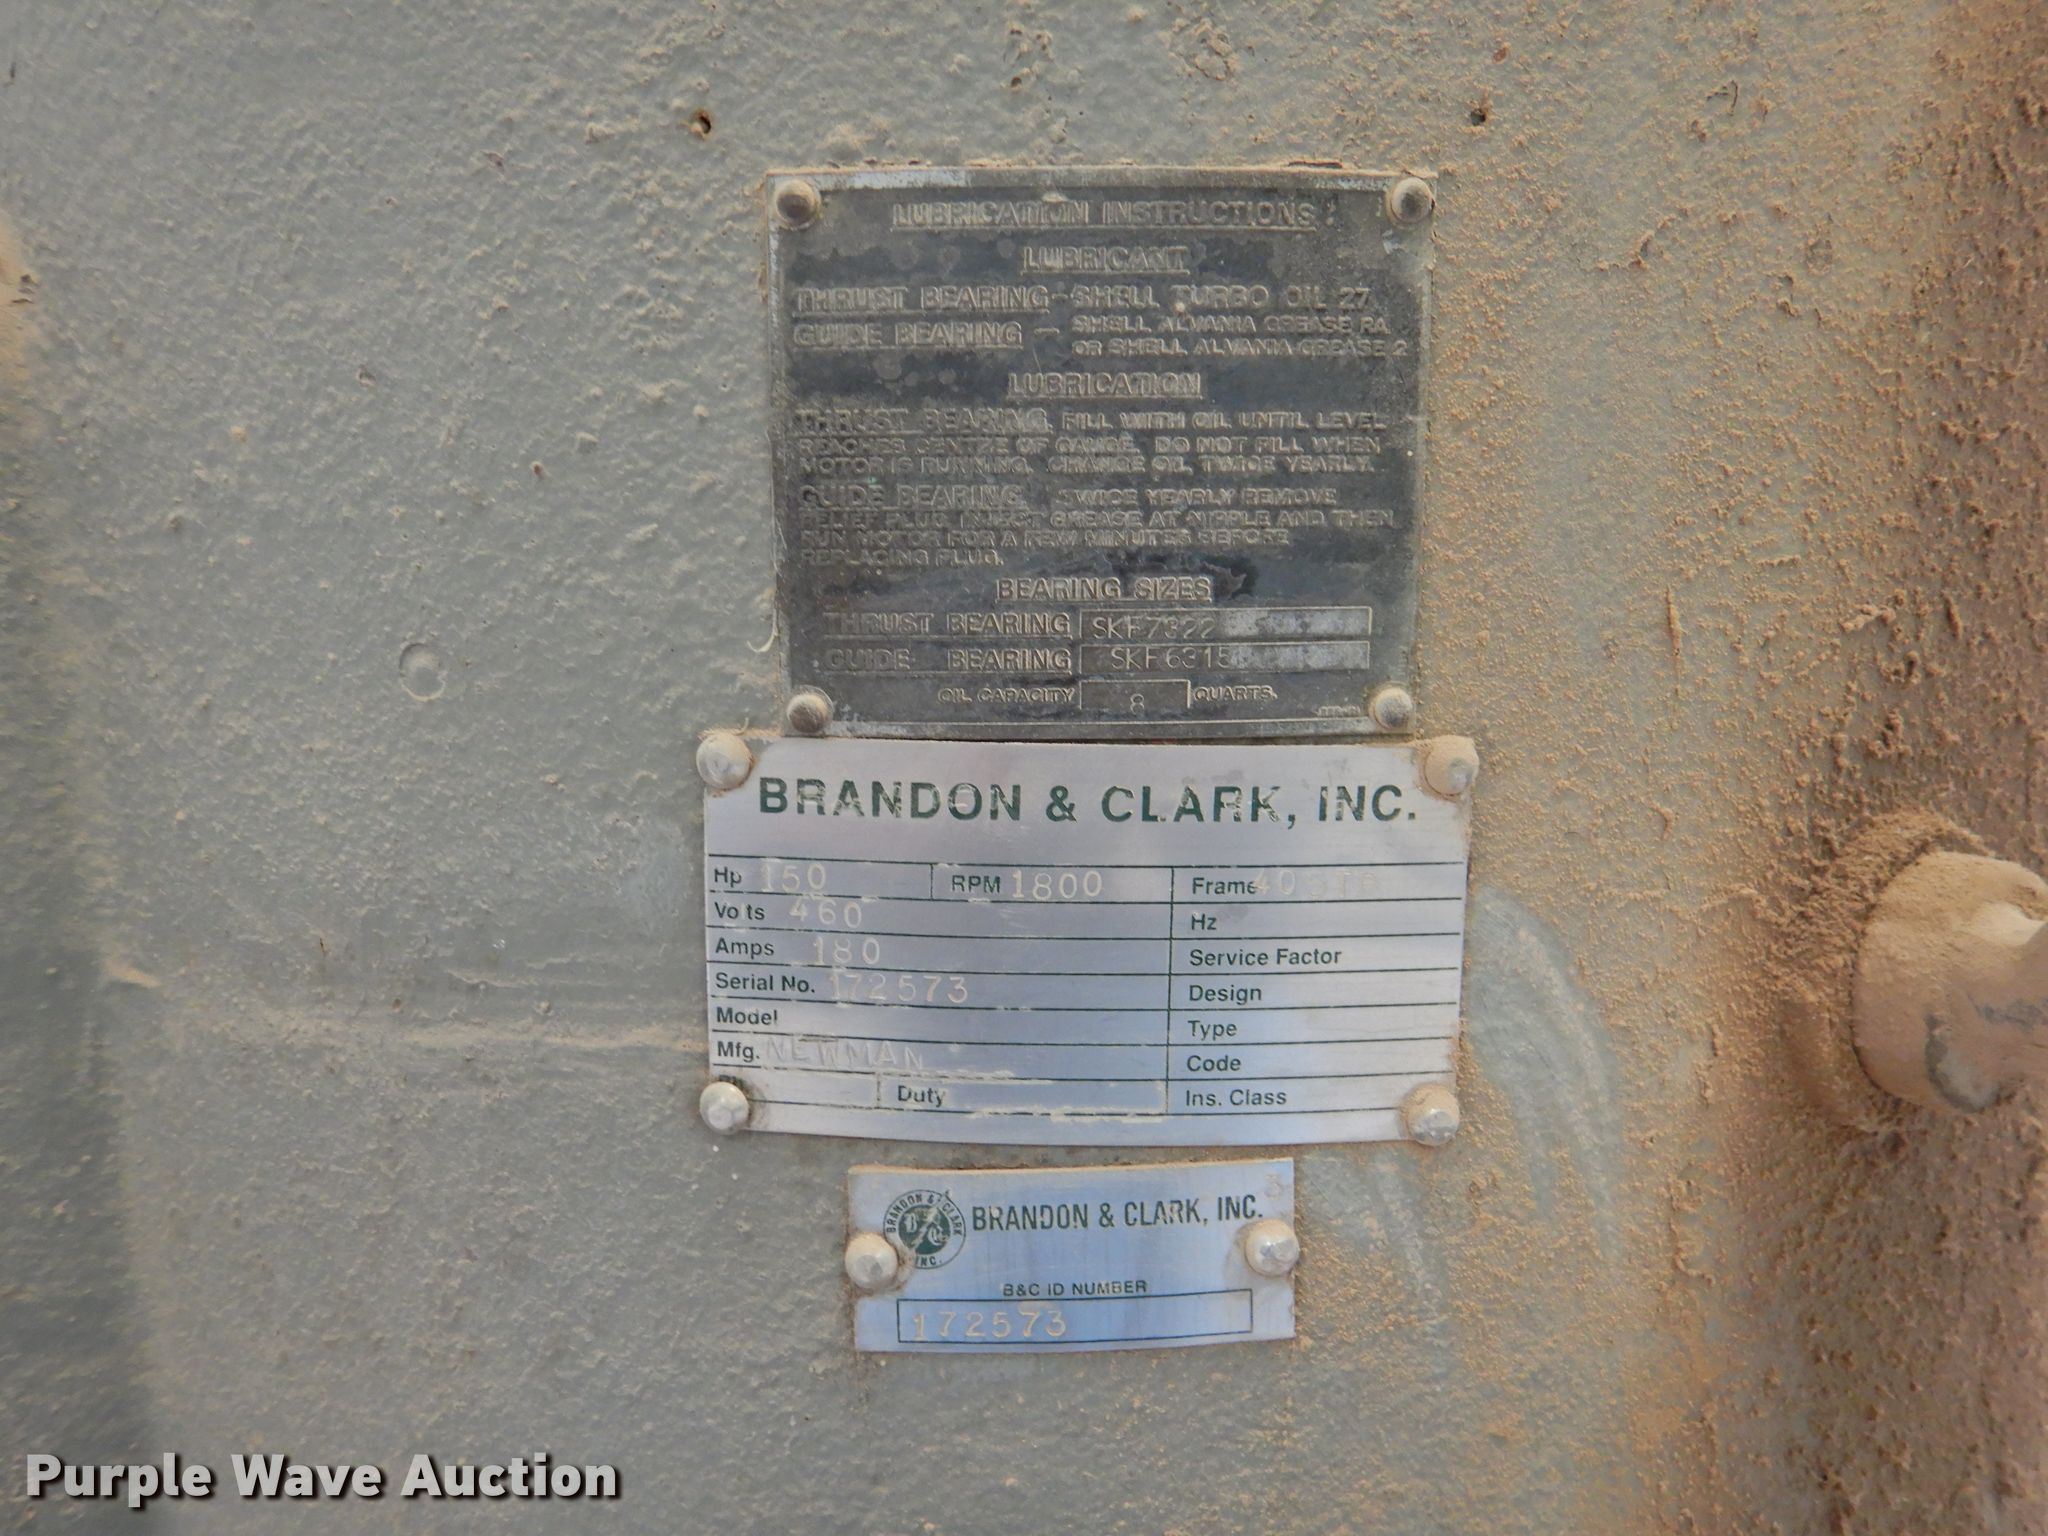 LUBRICATION INSTRUCTIONS
LUBRICANT
THRUST BEARING - SHELL TURBO OIL 27
GUIDE BEARING - SHELL ALVANIA GREASE RA
OR SHELL ALVANIA GREASE 2
LUBRICATION
THRUST BEARING. FILL WITH OIL UNTIL LEVEL
REACHES CENTRE OF GAUGE. DO NOT FILL WHEN
MOTOR IS RUNNING. CHANGE OIL TWICE YEARLY.
GUIDE BEARING TWICE YEARLY REMOVE
RELIEF PLUG INJECT GREASE AT NIPPLE AND THEN
RUN MOTOR FOR A FEW MINUTES BEFORE
REPLACING PLUG.
BEARING SIZES
THRUST BEARING SKF7322
GUIDE BEARING SKF6315
OIL CAPACITY 8 QUARTS.
BRANDON & CLARK, INC.
Hp 150 RPM 1800 Frame
Volts 460 Hz
Amps 180 Service Factor
Serial No. 172573 Design
Model Type
Mfg. NEWMAN Code
Duty Ins. Class
BRANDON & CLARK
B C
INC.
BRANDON & CLARK, INC. 3
B&C ID NUMBER
172573
Purple Wave Auction